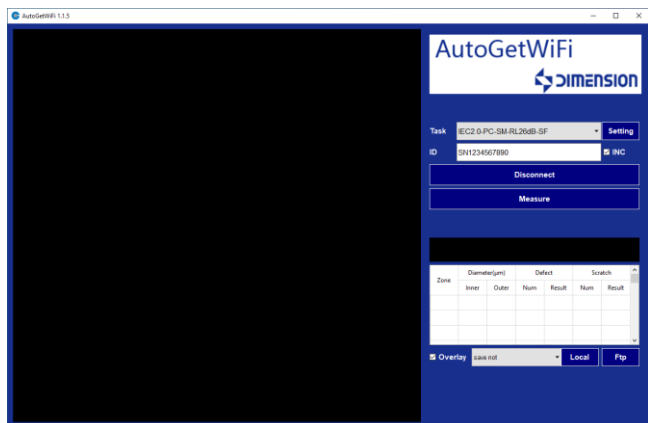 AutoGetWiFi 1.1.5
AutoGetWiFi
DIMENSION
Task IEC2.0-PC-SM-RL26dB-SF Setting
ID SN1234567890 INC
Disconnect
Measure
Zone Diameter(μm) Defect Scratch
Inner Outer Num Result Num Result
Overlay save not Local Ftp